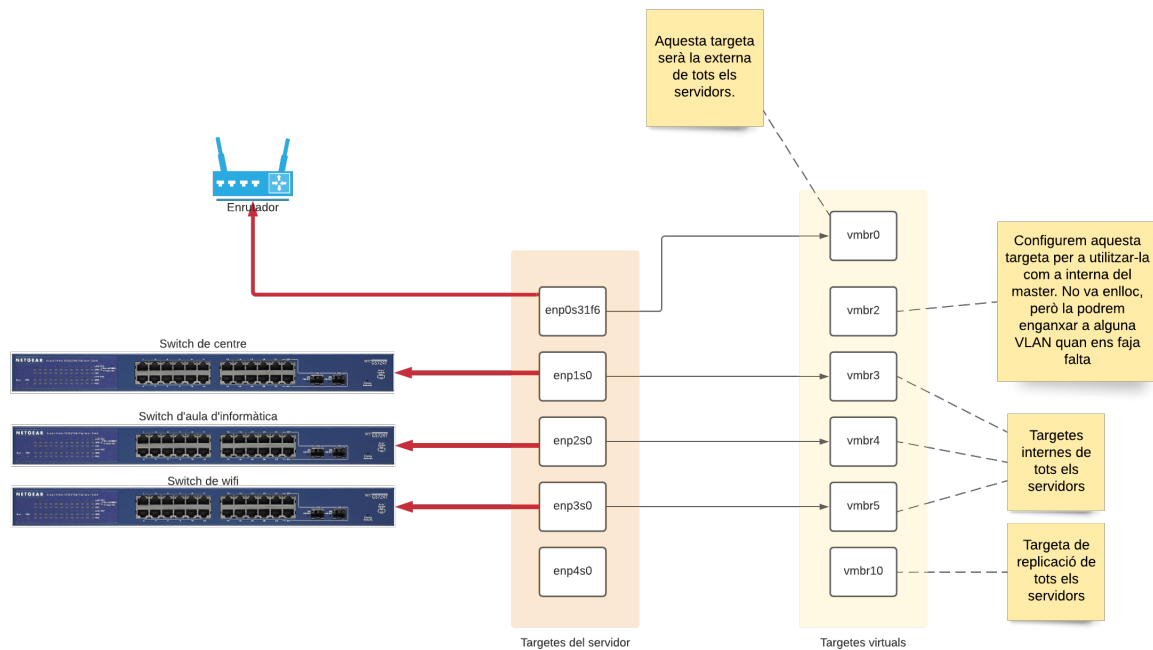 Aquesta targeta
serà la externa
de tots els
servidors.
Enrutador
vmbr0
Configurem aquesta
targeta per a utilitzar-la
com a interna del
master. No va enlloc,
però la podrem
enganxar a alguna
VLAN quan ens faja
falta
enp0s31f6
vmbr2
Switch de centre
NETGEAR
enp1s0
vmbr3
Switch d'aula d'informàtica
NETGEAR
enp2s0
vmbr4
Targetes
internes de
tots els
servidors
Switch de wifi
NETGEAR
enp3s0
vmbr5
enp4s0
vmbr10
Targeta de
replicació de
tots els
servidors
Targetes del servidor
Targetes virtuals